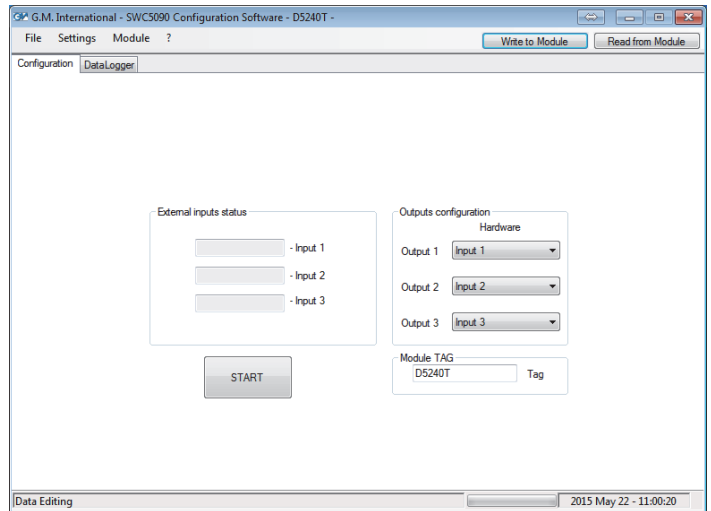 GM G.M. International - SWC5090 Configuration Software - D5240T -
File Settings Module ? Write to Module Read from Module
Configuration DataLogger
External inputs status
- Input 1
- Input 2
- Input 3
START
Outputs configuration
Hardware
Output 1 Input 1
Output 2 Input 2
Output 3 Input 3
Module TAG
D5240T Tag
Data Editing 2015 May 22 - 11:00:20